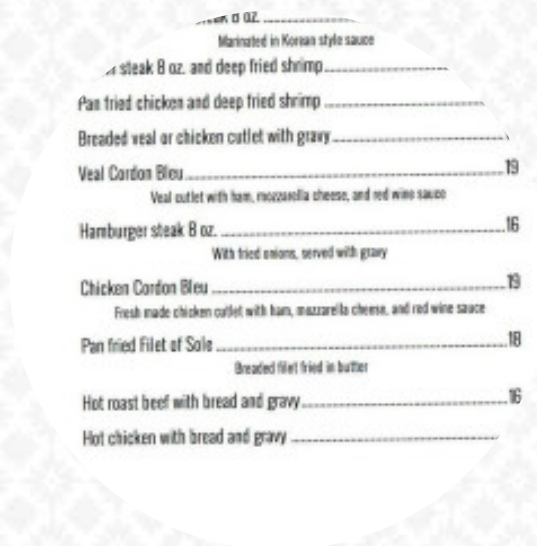 8 oz.
Marinated in Korean style sauce
steak 8 oz. and deep fried shrimp
Pan fried chicken and deep fried shrimp
Breaded veal or chicken cutlet with gravy
Veal Cordon Bleu 19
Veal cutlet with ham, mozzarella cheese, and red wine sauce
Hamburger steak 8 oz. 16
With fried onions, served with gravy
Chicken Cordon Bleu 19
Fresh made chicken cutlet with ham, mozzarella cheese, and red wine sauce
Pan fried Filet of Sole 18
Breaded filet fried in butter
Hot roast beef with bread and gravy 16
Hot chicken with bread and gravy